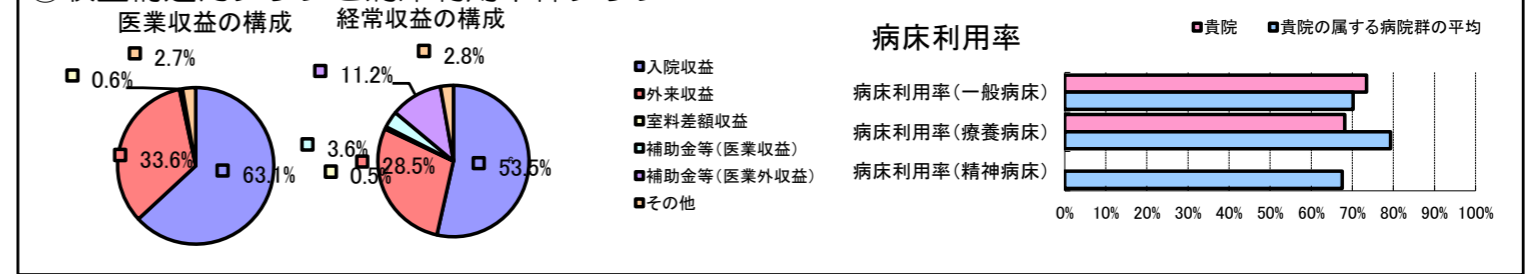 医業収益の構成
2.7%
0.6%
33.6%
63.1%
経常収益の構成
2.8%
11.2%
3.6%
0.5%
28.5%
53.5%
入院収益
外来収益
室料差額収益
補助金等(医業収益)
補助金等(医業外収益)
その他
病床利用率
貴院 貴院の属する病院群の平均
病床利用率(一般病床)
病床利用率(療養病床)
病床利用率(精神病床)
0% 10% 20% 30% 40% 50% 60% 70% 80% 90% 100%